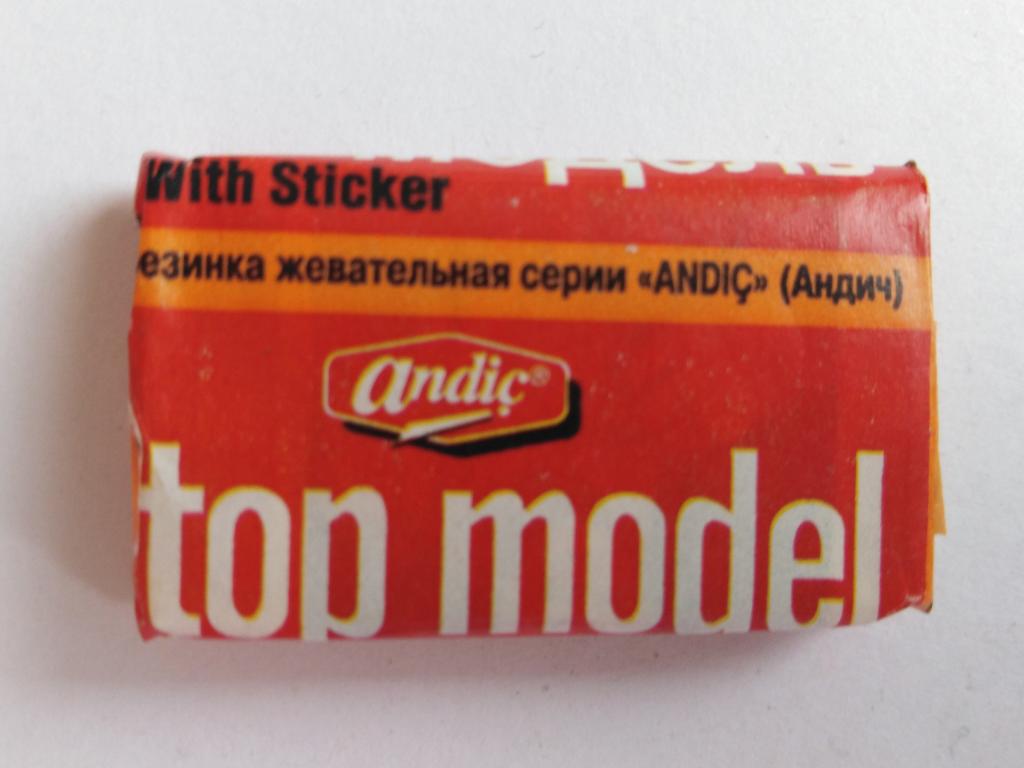 With Sticker
езинка жевательная серии «ANDIÇ» (Андич)
andiç®
top model